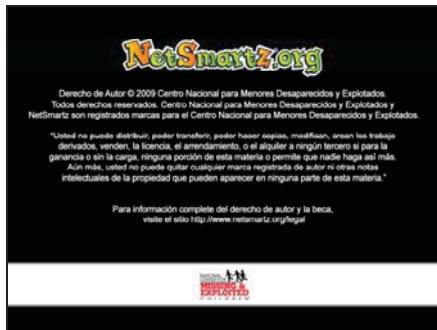 NetSmartz.org
Derecho de Autor © 2009 Centro Nacional para Menores Desaparecidos y Explotados.
Todos derechos reservados. Centro Nacional para Menores Desaparecidos y Explotados y
NetSmartz son registrados marcas para el Centro Nacional para Menores Desaparecidos y Explotados.
"Usted no puede distribuir, poder transferir, poder hacer copias, modifican, crean los trabajo
derivados, venden, la licencia, el arrendamiento, o el alquiler a ningún tercero si para la
ganancia o sin la carga, ninguna porción de esta materia o permite que nadie haga así más.
Aún más, usted no puede quitar cualquier marca registrada de autor ni otras notas
intelectuales de la propiedad que pueden aparecer en ninguna parte de esta materia."
Para información complete del derecho de autor y la beca,
visite el sitio http://www.netsmartz.org/legal
NATIONAL
CENTER FOR
MISSING &
EXPLOITED
CHILDREN